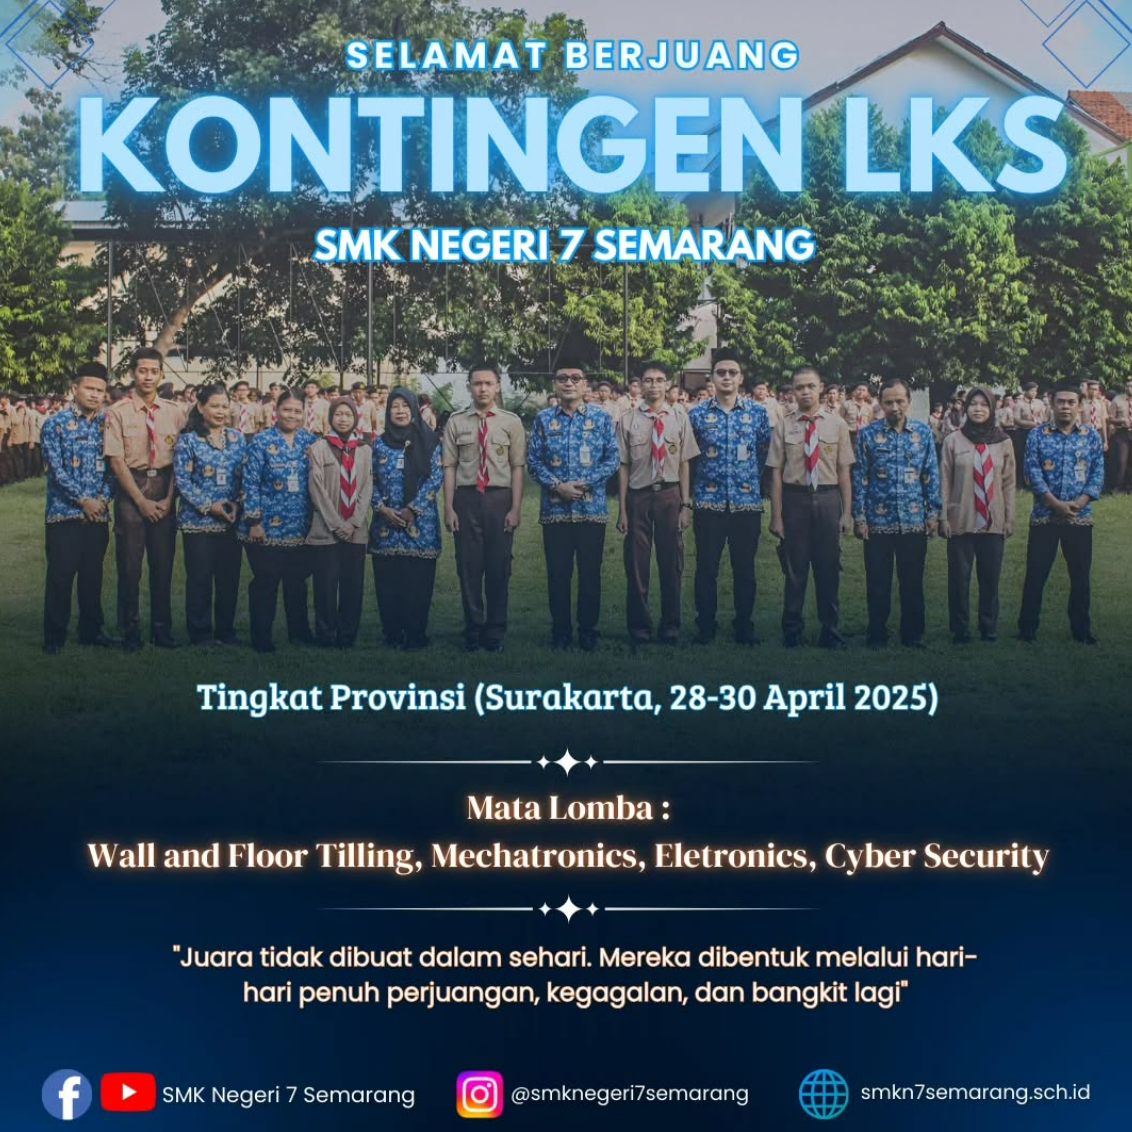 SELAMAT BERJUANG
KONTINGEN LKS
SMK NEGERI 7 SEMARANG
Tingkat Provinsi (Surakarta, 28-30 April 2025)
Mata Lomba :
Wall and Floor Tilling, Mechatronics, Eletronics, Cyber Security
"Juara tidak dibuat dalam sehari. Mereka dibentuk melalui hari-
hari penuh perjuangan, kegagalan, dan bangkit lagi"
SMK Negeri 7 Semarang
@smknegeri7semarang
smkn7semarang.sch.id